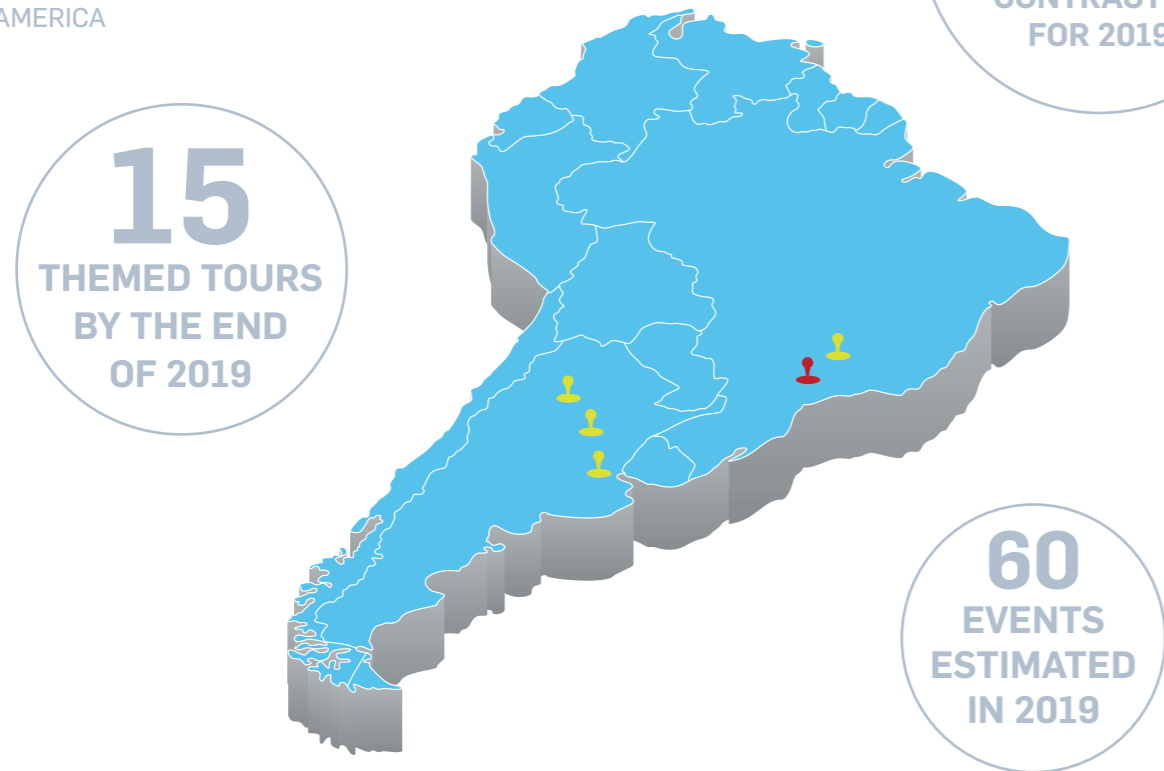 AMERICA
FOR 2019
15
THEMED TOURS
BY THE END
OF 2019
60
EVENTS
ESTIMATED
IN 2019